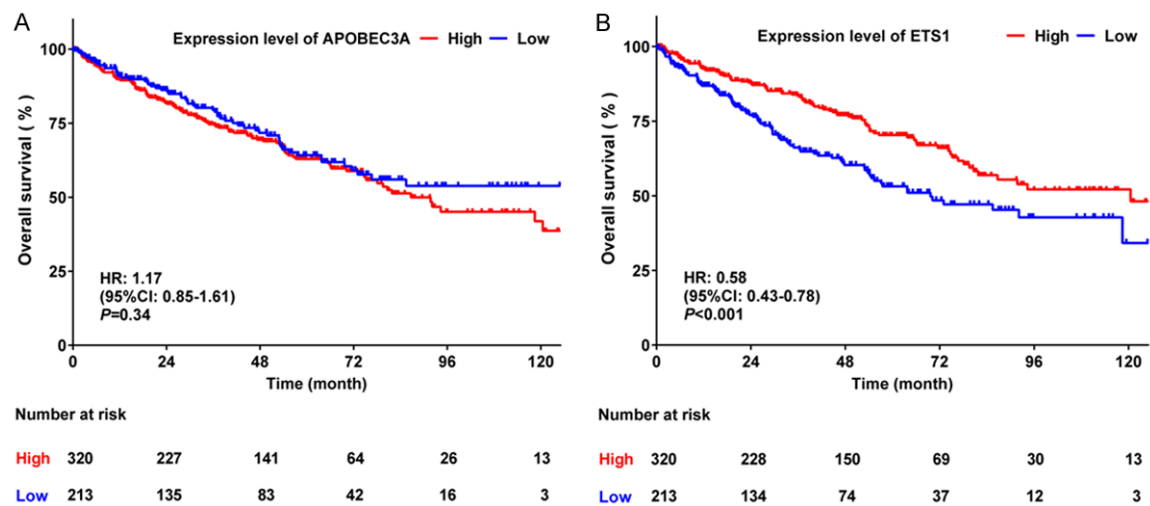 A
Expression level of APOBEC3A High Low
Overall survival ( % )
100
75
50
25
0
HR: 1.17
(95%CI: 0.85-1.61)
P=0.34
0 24 48 72 96 120
Time (month)
Number at risk
High 320 227 141 64 26 13
Low 213 135 83 42 16 3
B
Expression level of ETS1 High Low
Overall survival ( % )
100
75
50
25
0
HR: 0.58
(95%CI: 0.43-0.78)
P<0.001
0 24 48 72 96 120
Time (month)
Number at risk
High 320 228 150 69 30 13
Low 213 134 74 37 12 3